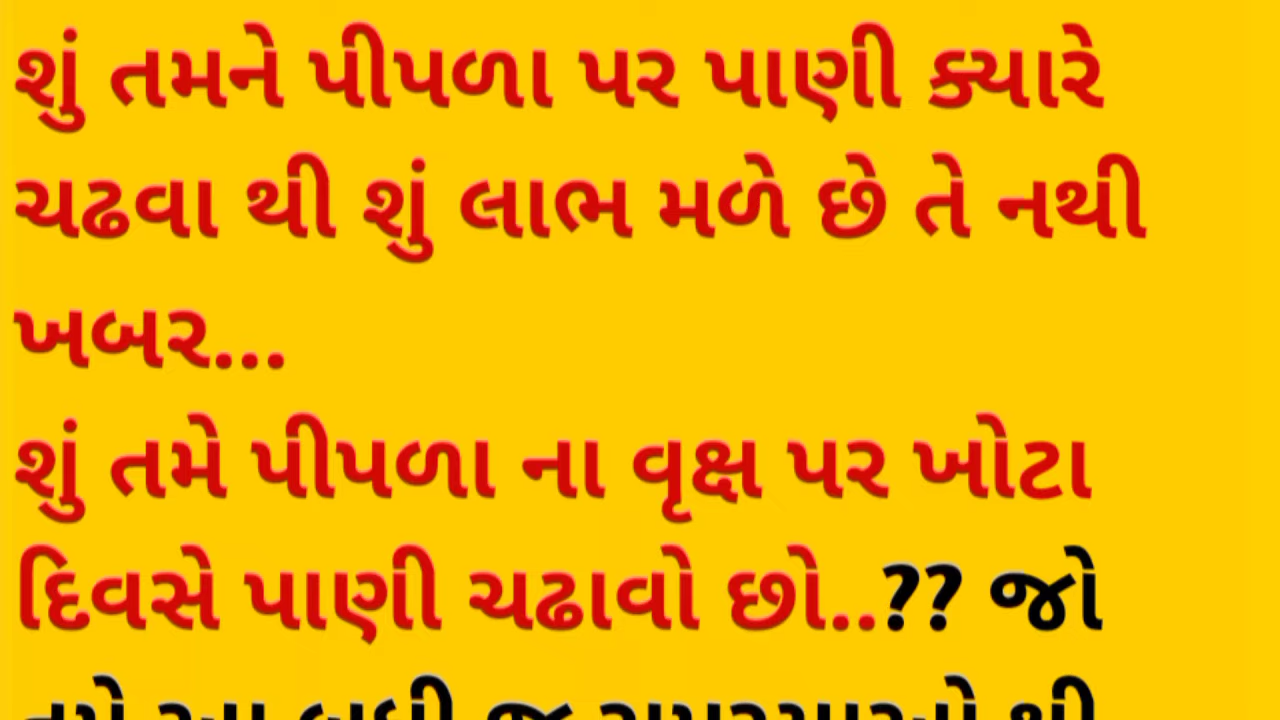 શું તમને પીપળા પર પાણી ક્યારે
ચઢવા થી શું લાભ મળે છે તે નથી
ખબર...
શું તમે પીપળા ના વૃક્ષ પર ખોટા
દિવસે પાણી ચઢાવો છો..?? જો